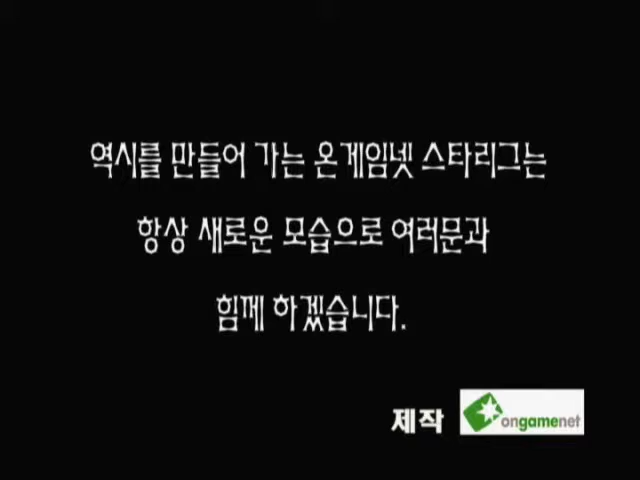 역시를 만들어 가는 온게임넷 스타리그는
항상 새로운 모습으로 여러문과
힘께 하겠습니다.
제작 ongamenet